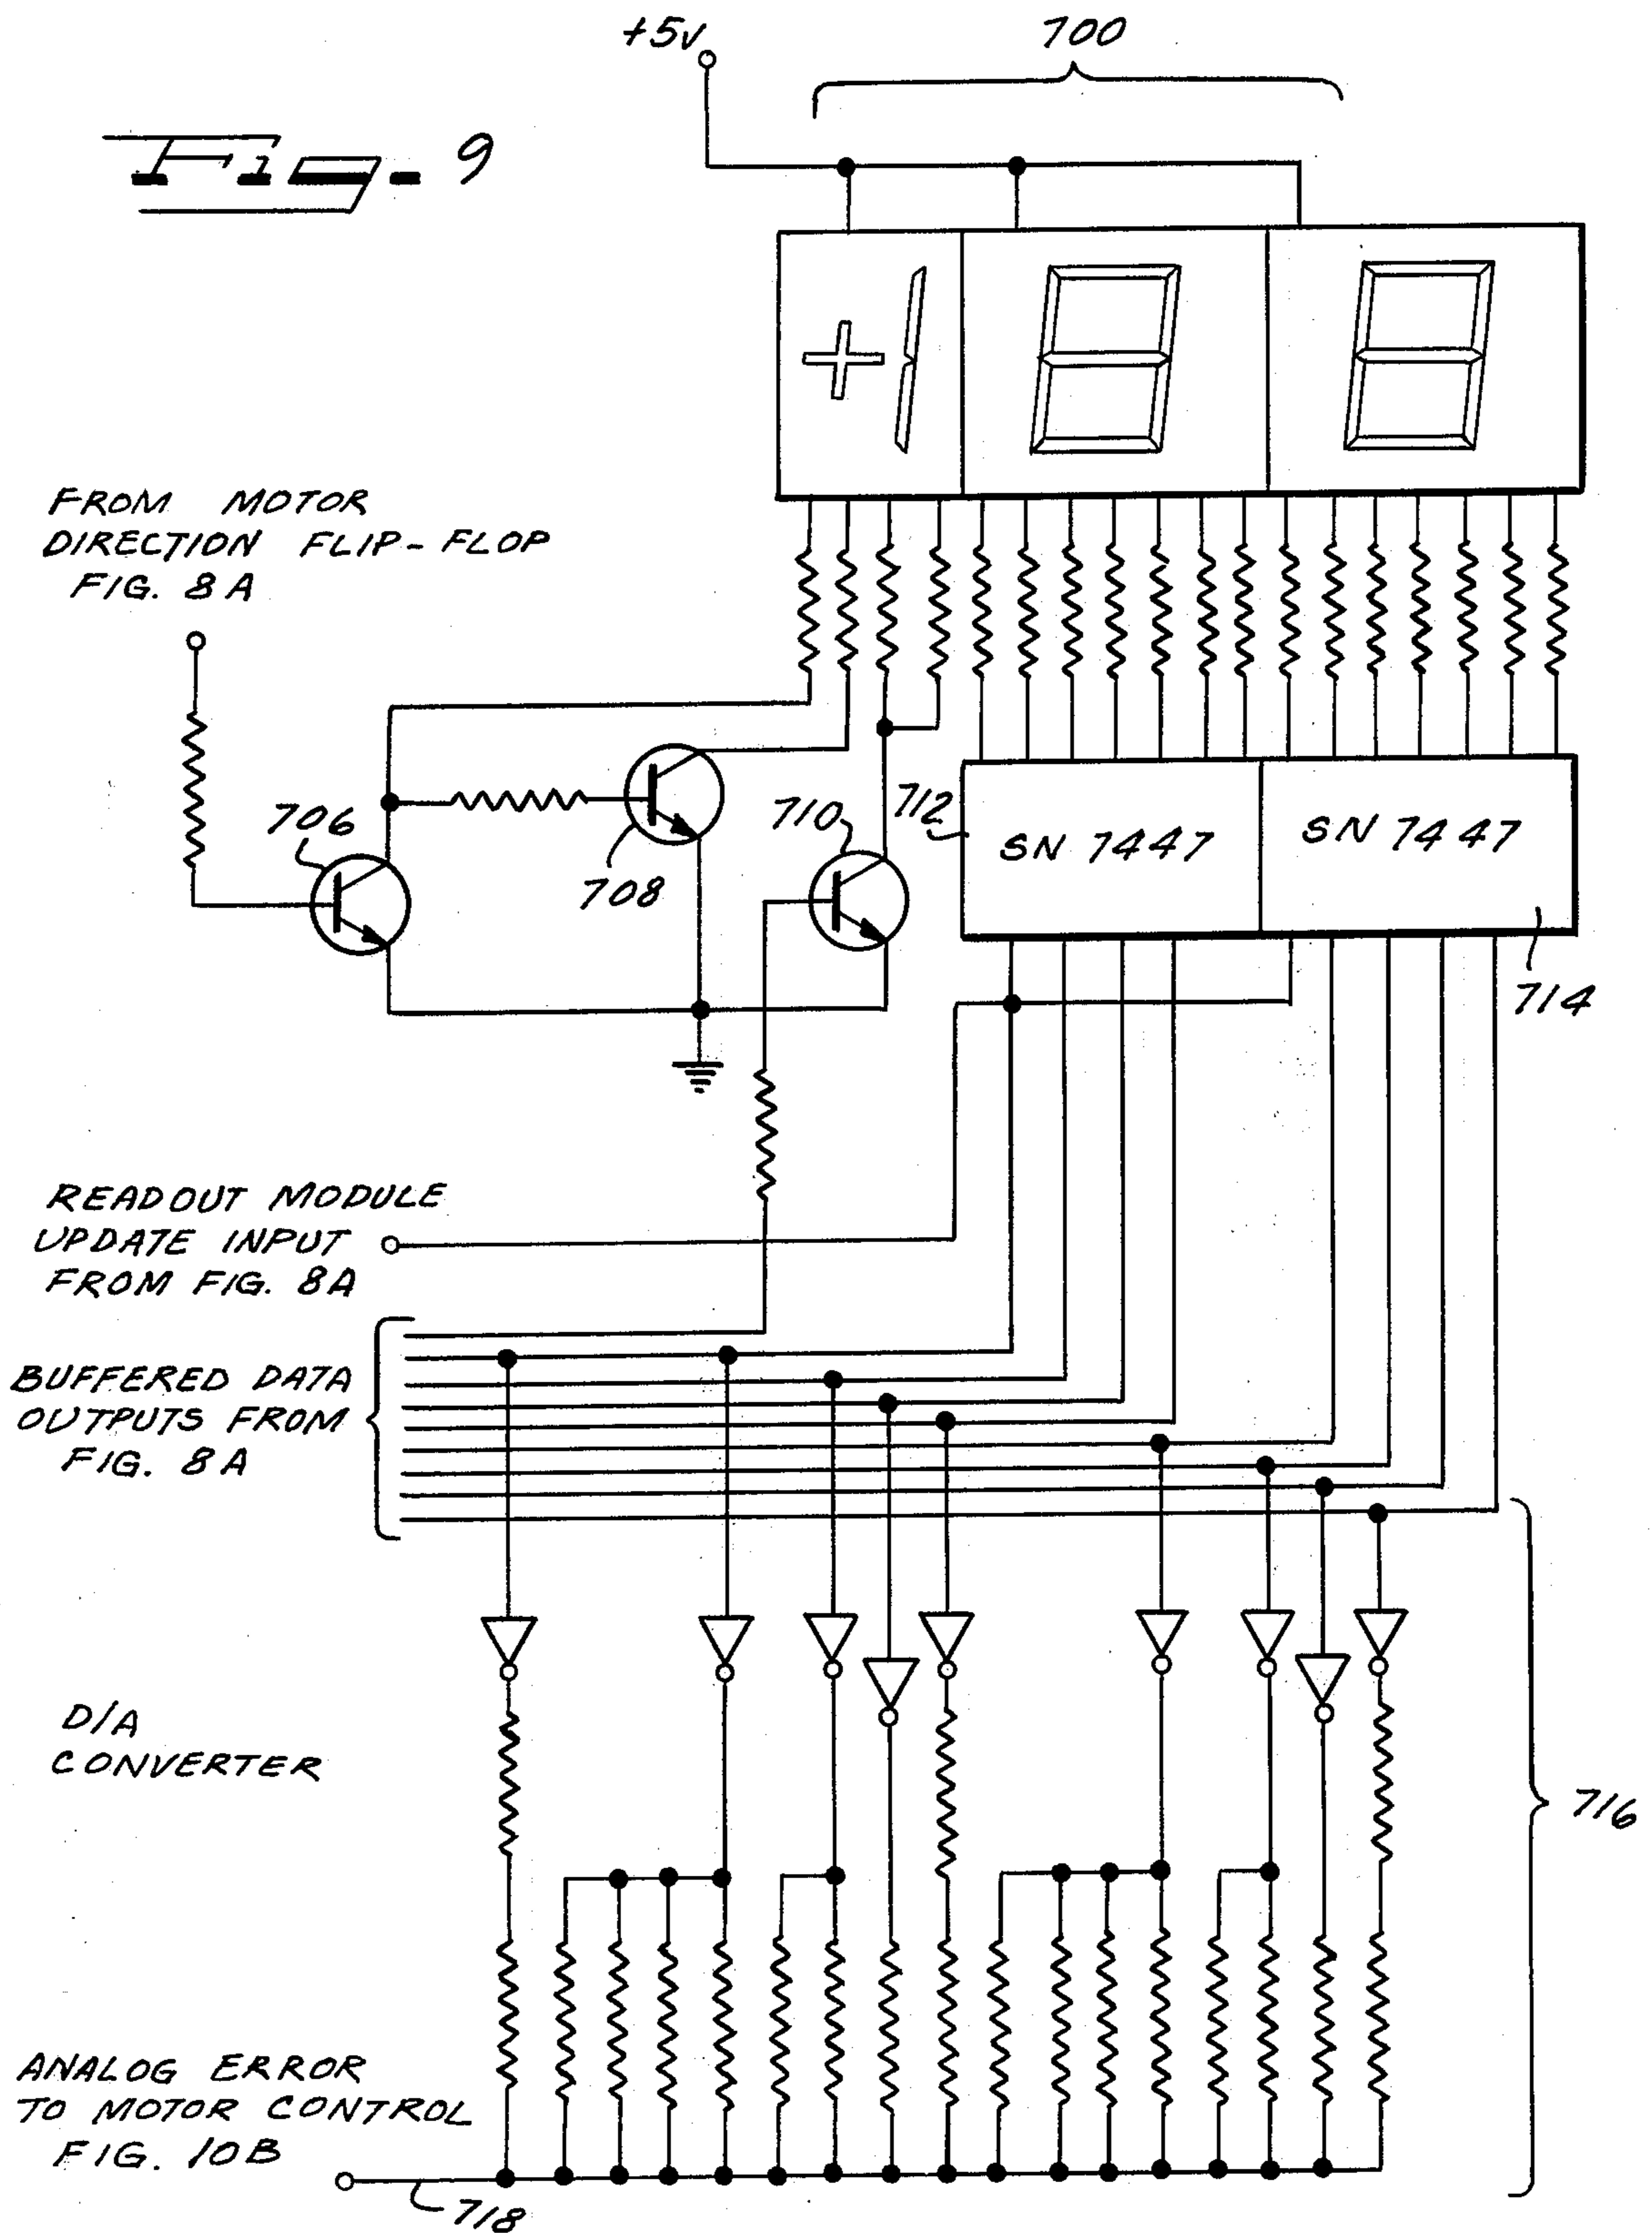 +5V
700
Fig. 9
+1 8 8
FROM MOTOR
DIRECTION FLIP-FLOP
FIG. 8A
706
708
710
712
SN 7447
SN 7447
714
READOUT MODULE
UPDATE INPUT
FROM FIG. 8A
BUFFERED DATA
OUTPUTS FROM
FIG. 8A
D/A
CONVERTER
716
ANALOG ERROR
TO MOTOR CONTROL
FIG. 10B
718